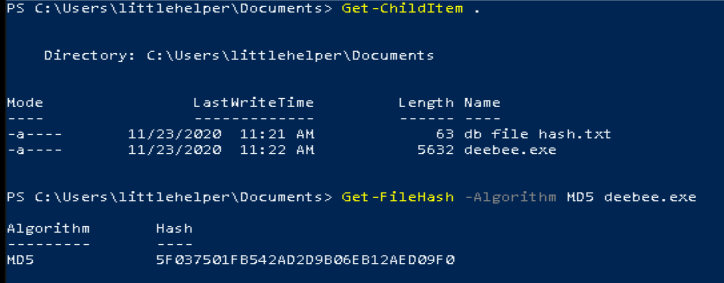 PS C:\Users\littlehelper\Documents> Get-ChildItem .
Directory: C:\Users\littlehelper\Documents
Mode LastWriteTime Length Name
---- ------------- ------ ----
-a---- 11/23/2020 11:21 AM 63 db file hash.txt
-a---- 11/23/2020 11:22 AM 5632 deebee.exe
PS C:\Users\littlehelper\Documents> Get-FileHash -Algorithm MD5 deebee.exe
Algorithm Hash
--------- ----
MD5 5F037501FB542AD2D9B06EB12AED09F0